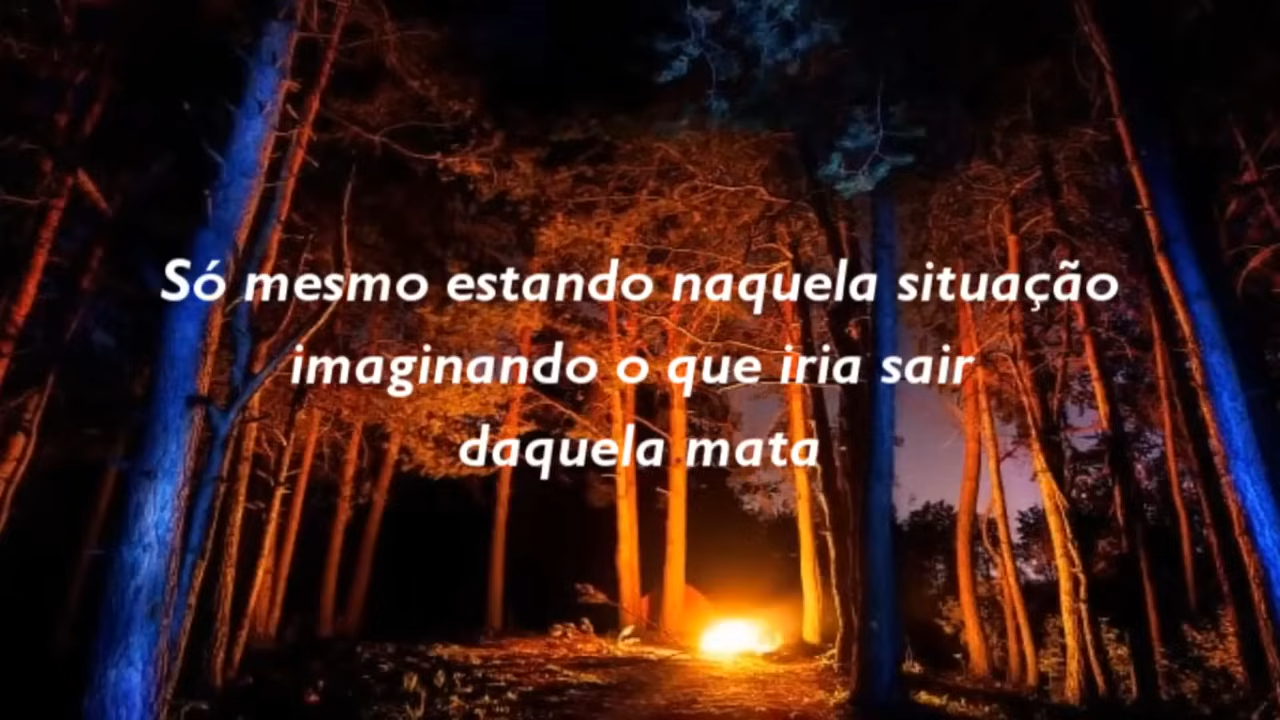 Só mesmo estando naquela situação
imaginando o que iria sair
daquela mata